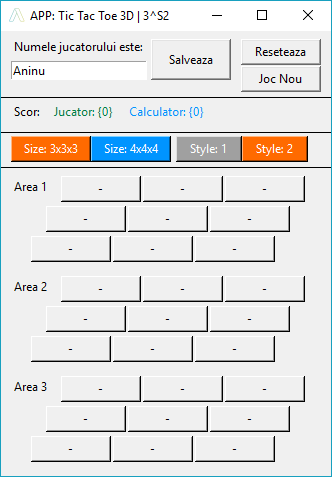 APP: Tic Tac Toe 3D | 3^S2
Numele jucatorului este:
Aninu
Salveaza
Reseteaza
Joc Nou
Scor: Jucator: {0} Calculator: {0}
Size: 3x3x3 Size: 4x4x4 Style: 1 Style: 2
Area 1 - - -
- - -
- - -
Area 2 - - -
- - -
- - -
Area 3 - - -
- - -
- - -